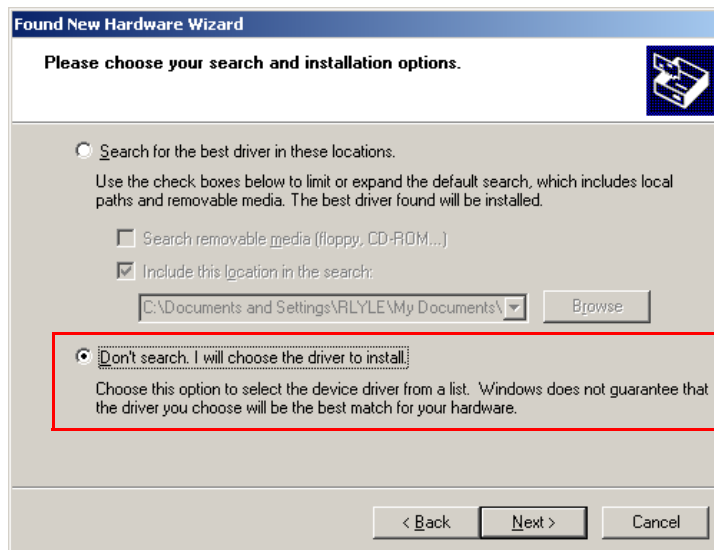 Found New Hardware Wizard
Please choose your search and installation options.
Search for the best driver in these locations.
Use the check boxes below to limit or expand the default search, which includes local
paths and removable media. The best driver found will be installed.
Search removable media (floppy, CD-ROM...)
Include this location in the search:
C:\Documents and Settings\RLYLE\My Documents\
Browse
Don't search. I will choose the driver to install.
Choose this option to select the device driver from a list. Windows does not guarantee that
the driver you choose will be the best match for your hardware.
< Back
Next >
Cancel